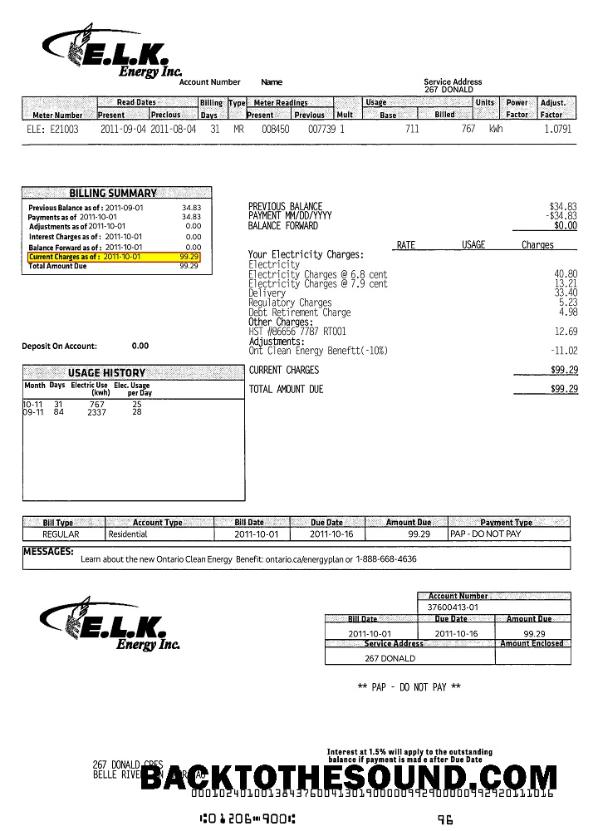 E.L.K.
Energy Inc.
Account Number Name Service Address
267 DONALD
Read Dates Billing Type Meter Readings Usage Units Power Adjust.
Meter Number Present Precious Days Present Previous Mult Base Billed Factor Factor
ELE: E21003 2011-09-04 2011-08-04 31 MR 008450 007739 1 711 767 kWh 1.0791
BILLING SUMMARY
Previous Balance as of : 2011-09-01 34.83
Payments as of 2011-10-01 34.83
Adjustments as of 2011-10-01 0.00
Interest Charges as of : 2011-10-01 0.00
Balance Forward as of : 2011-10-01 0.00
Current Charges as of : 2011-10-01 99.29
Total Amount Due 99.29
PREVIOUS BALANCE $34.83
PAYMENT MM/DD/YYYY -$34.83
BALANCE FORWARD $0.00
RATE USAGE Charges
Your Electricity Charges:
Electricity
Electricity Charges @ 6.8 cent 40.80
Electricity Charges @ 7.9 cent 13.21
Delivery 33.40
Regulatory Charges 5.23
Debt Retirement Charge 4.98
Other Charges:
HST #86656 7787 RT001 12.69
Adjustments:
Ont Clean Energy Beneftt(-10%) -11.02
CURRENT CHARGES $99.29
TOTAL AMOUNT DUE $99.29
Deposit On Account: 0.00
USAGE HISTORY
Month Days Electric Use (kwh) Elec. Usage per Day
10-11 31 767 25
09-11 84 2337 28
Bill Type Account Type Bill Date Due Date Amount Due Payment Type
REGULAR Residential 2011-10-01 2011-10-16 99.29 PAP - DO NOT PAY
MESSAGES:
Learn about the new Ontario Clean Energy Benefit: ontario.ca/energyplan or 1-888-668-4636
E.L.K.
Energy Inc.
Account Number
37600413-01
Bill Date Due Date Amount Due
2011-10-01 2011-10-16 99.29
Service Address Amount Enclosed
267 DONALD
** PAP - DO NOT PAY **
Interest at 1.5% will apply to the outstanding
balance if payment is made after Due Date
267 DONALD CRES
BELLE
BACKTOTHESOUND.COM
96